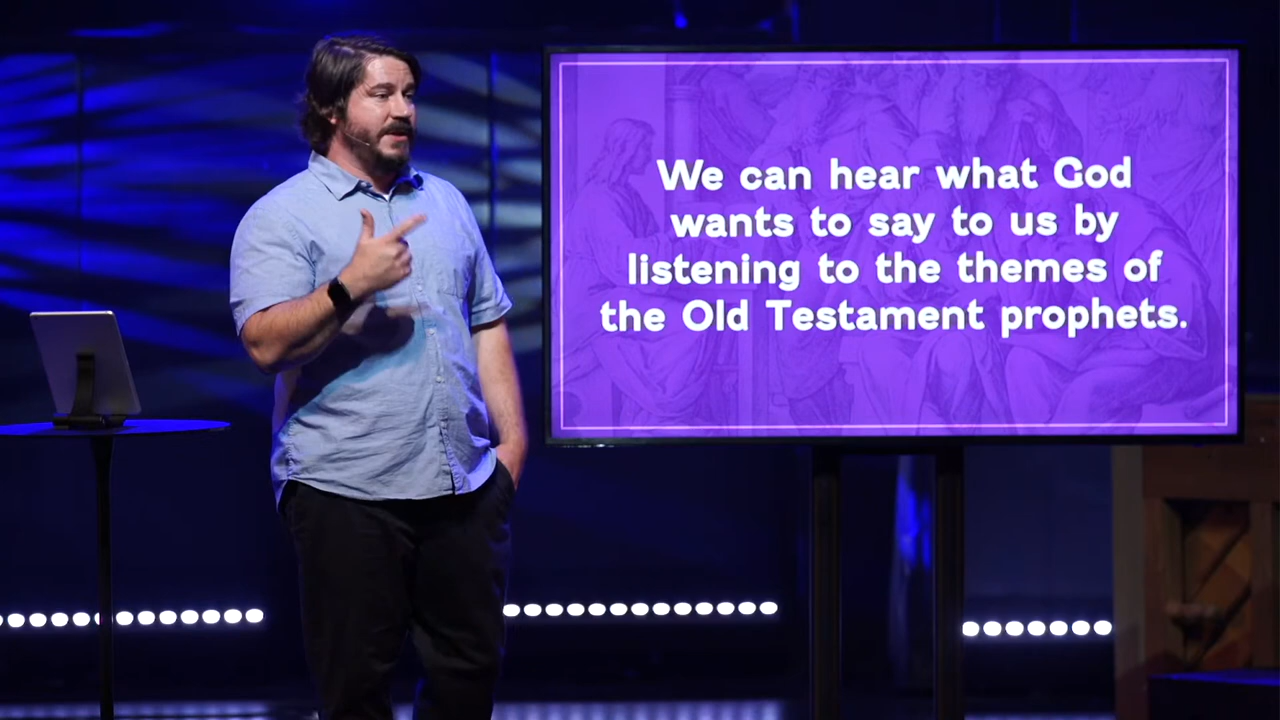 We can hear what God
wants to say to us by
listening to the themes of
the Old Testament prophets.